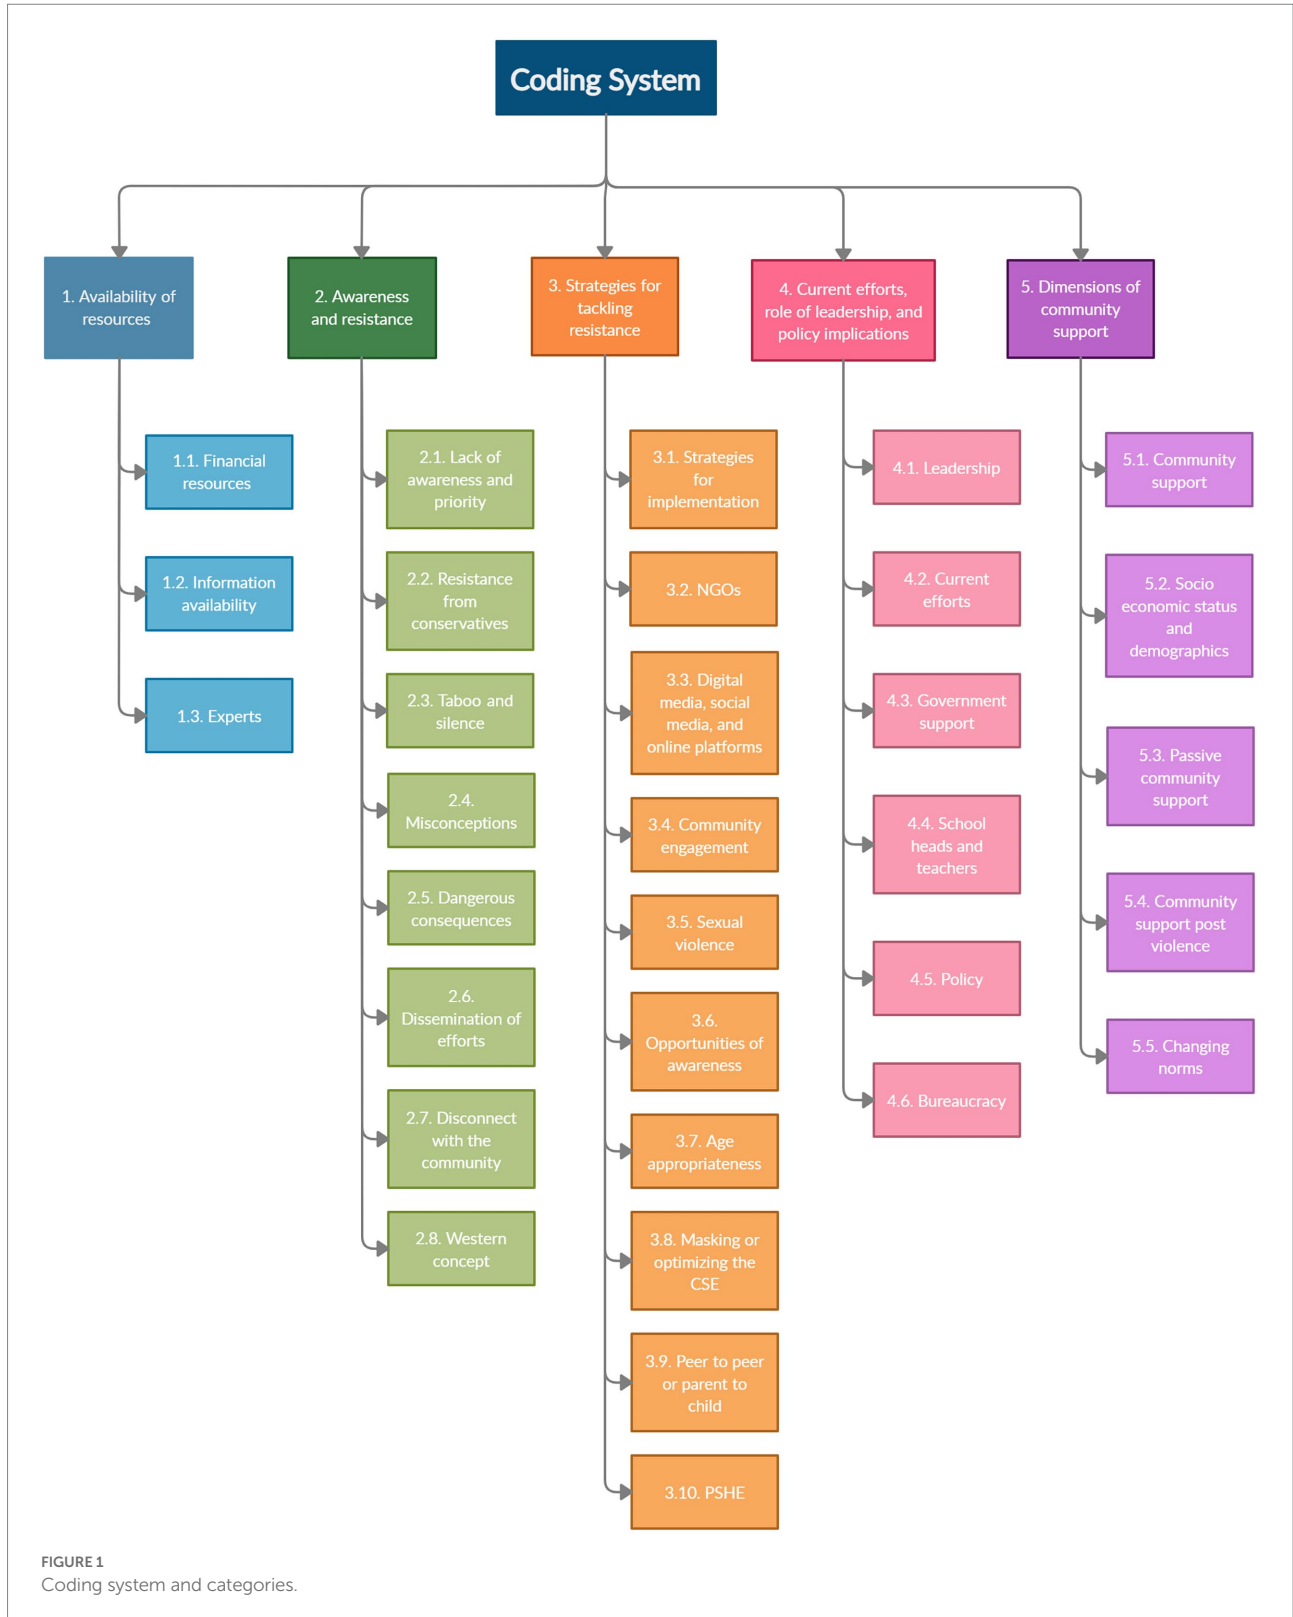 Coding System
1. Availability of
resources
2. Awareness
and resistance
3. Strategies for
tackling
resistance
4. Current efforts,
role of leadership, and
policy implications
5. Dimensions of
community
support
1.1. Financial
resources
1.2. Information
availability
1.3. Experts
2.1. Lack of
awareness and
priority
2.2. Resistance
from
conservatives
2.3. Taboo and
silence
2.4.
Misconceptions
2.5. Dangerous
consequences
2.6.
Dissemination of
efforts
2.7. Disconnect
with the
community
2.8. Western
concept
3.1. Strategies
for
implementation
3.2. NGOs
3.3. Digital
media, social
media, and
online platforms
3.4. Community
engagement
3.5. Sexual
violence
3.6.
Opportunities of
awareness
3.7. Age
appropriateness
3.8. Masking or
optimizing the
CSE
3.9. Peer to peer
or parent to
child
3.10. PSHE
4.1. Leadership
4.2. Current
efforts
4.3. Government
support
4.4. School
heads and
teachers
4.5. Policy
4.6. Bureaucracy
5.1. Community
support
5.2. Socio
economic status
and
demographics
5.3. Passive
community
support
5.4. Community
support post
violence
5.5. Changing
norms
FIGURE 1
Coding system and categories.